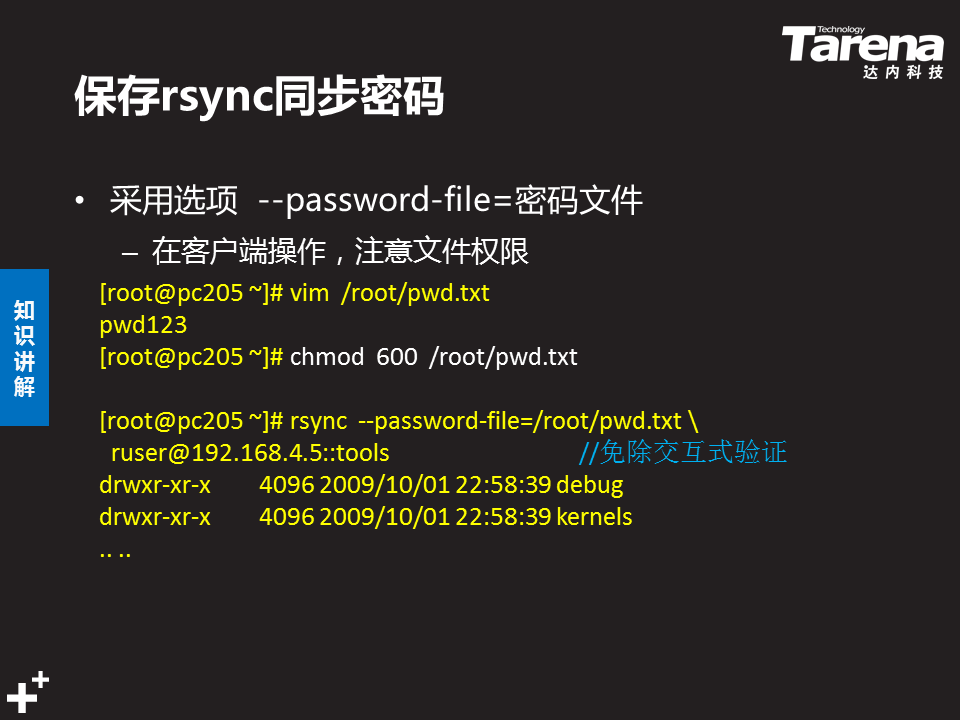 Technology
Tarena
达内科技
保存rsync同步密码
• 采用选项 --password-file=密码文件
– 在客户端操作，注意文件权限
知识讲解
[root@pc205 ~]# vim /root/pwd.txt
pwd123
[root@pc205 ~]# chmod 600 /root/pwd.txt
[root@pc205 ~]# rsync --password-file=/root/pwd.txt \
ruser@192.168.4.5::tools //免除交互式验证
drwxr-xr-x 4096 2009/10/01 22:58:39 debug
drwxr-xr-x 4096 2009/10/01 22:58:39 kernels
.. ..